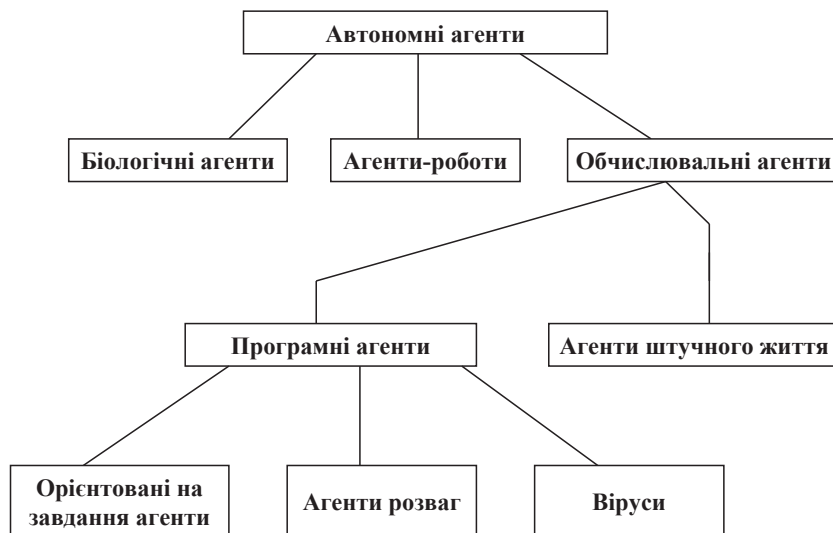 Автономні агенти
Біологічні агенти
Агенти-роботи
Обчислювальні агенти
Програмні агенти
Агенти штучного життя
Орієнтовані на
завдання агенти
Агенти розваг
Віруси